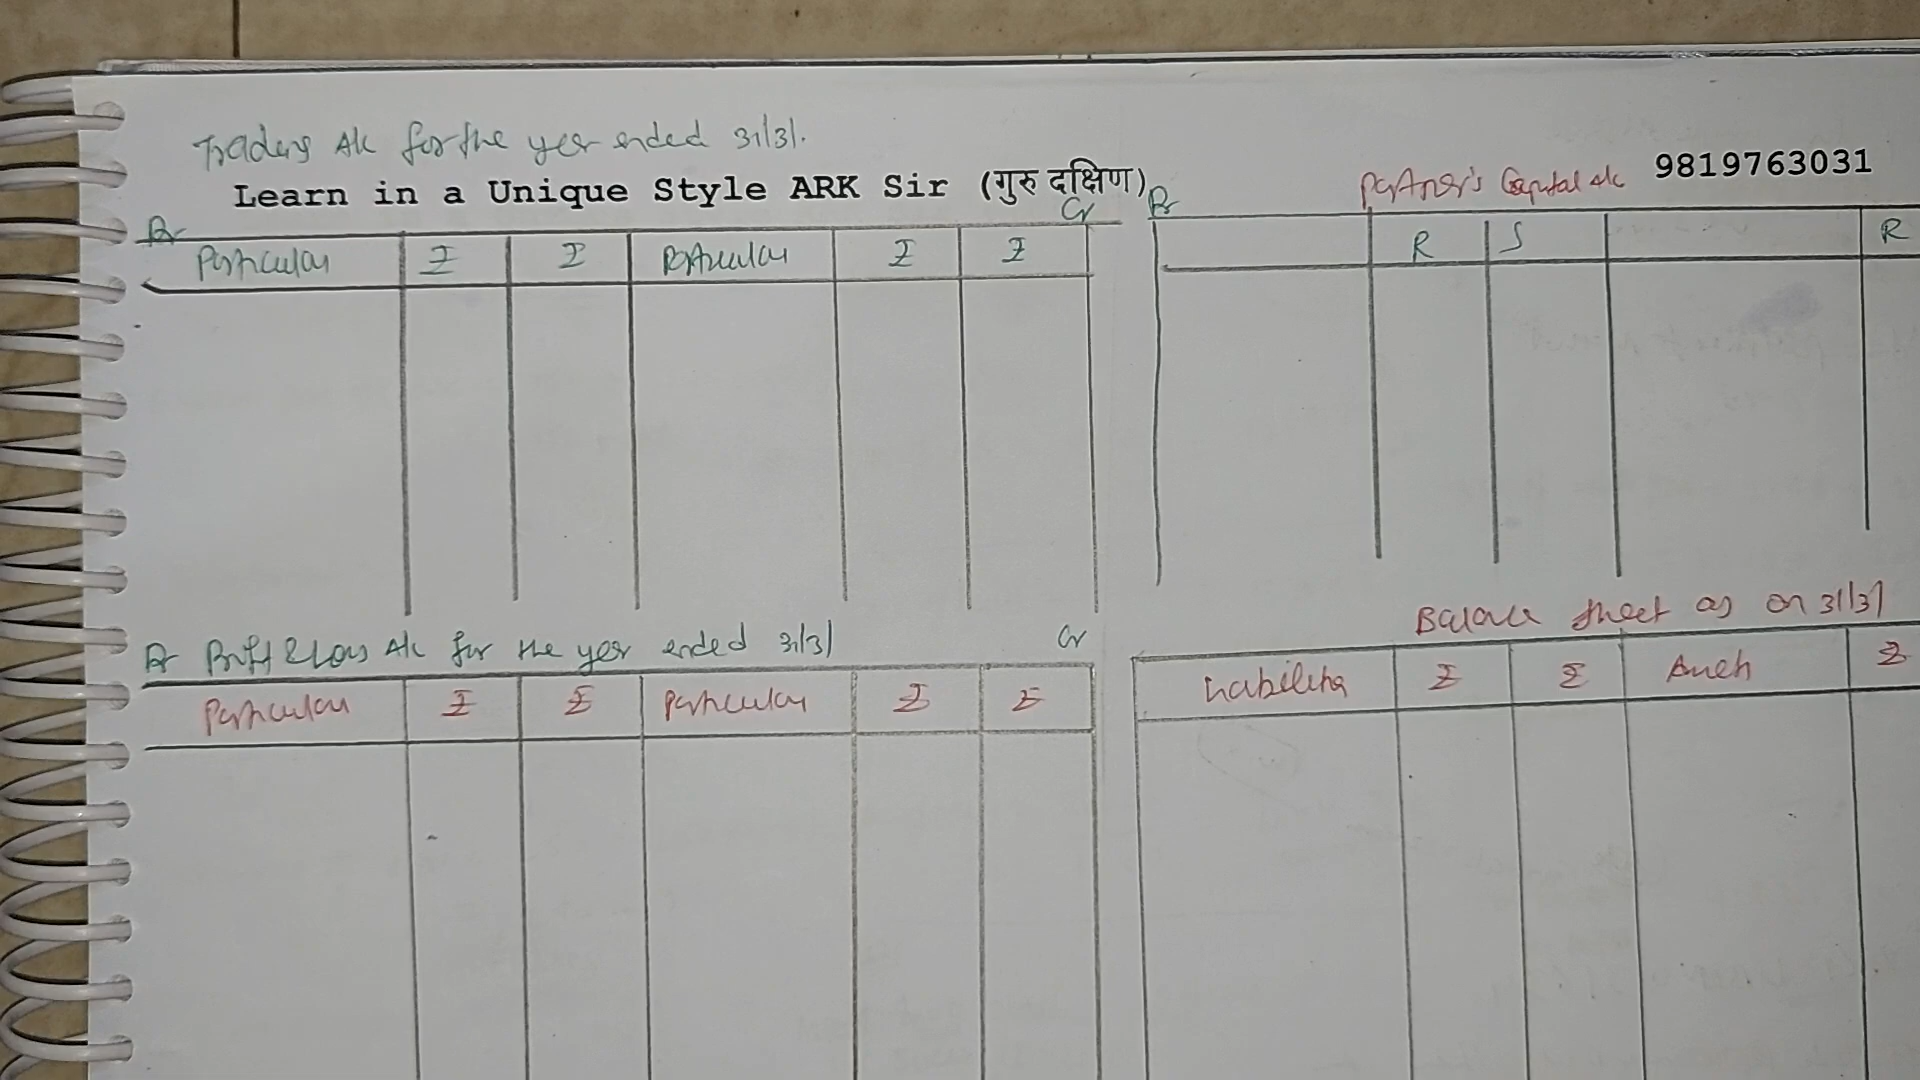 Trading A/c for the year ended 31/3/.
Learn in a Unique Style ARK Sir (गुरु दक्षिण)
Dr Cr
Particular ₹ ₹ Particular ₹ ₹
Dr Profit & Loss A/c for the year ended 31/3/ Cr
Particular ₹ ₹ Particular ₹ ₹
Partner's Capital A/c 9819763031
Dr
R S R
Balance Sheet as on 31/3/
Liabilities ₹ ₹ Assets ₹